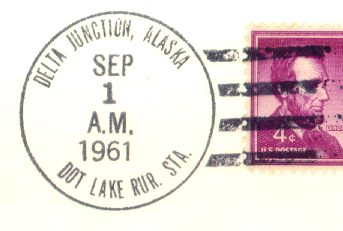 DELTA JUNCTION, ALASKA
SEP
1
A.M.
1961
DOT LAKE RUR. STA.
4¢
U.S. POSTAGE